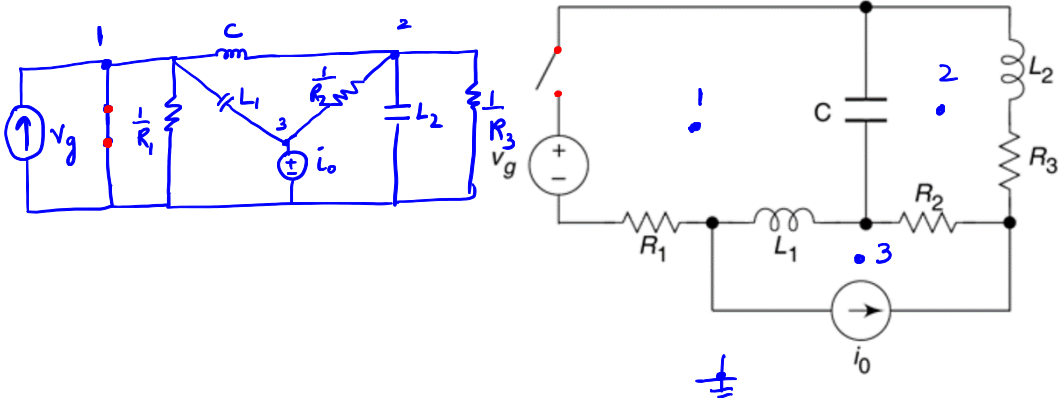 1
C
2
v_g
1/R_1
L_1
1/R_2
3
i_o
+
−
L_2
1/R_3
v_g
+
−
1
C
2
L_2
R_3
R_1
L_1
R_2
3
i_0